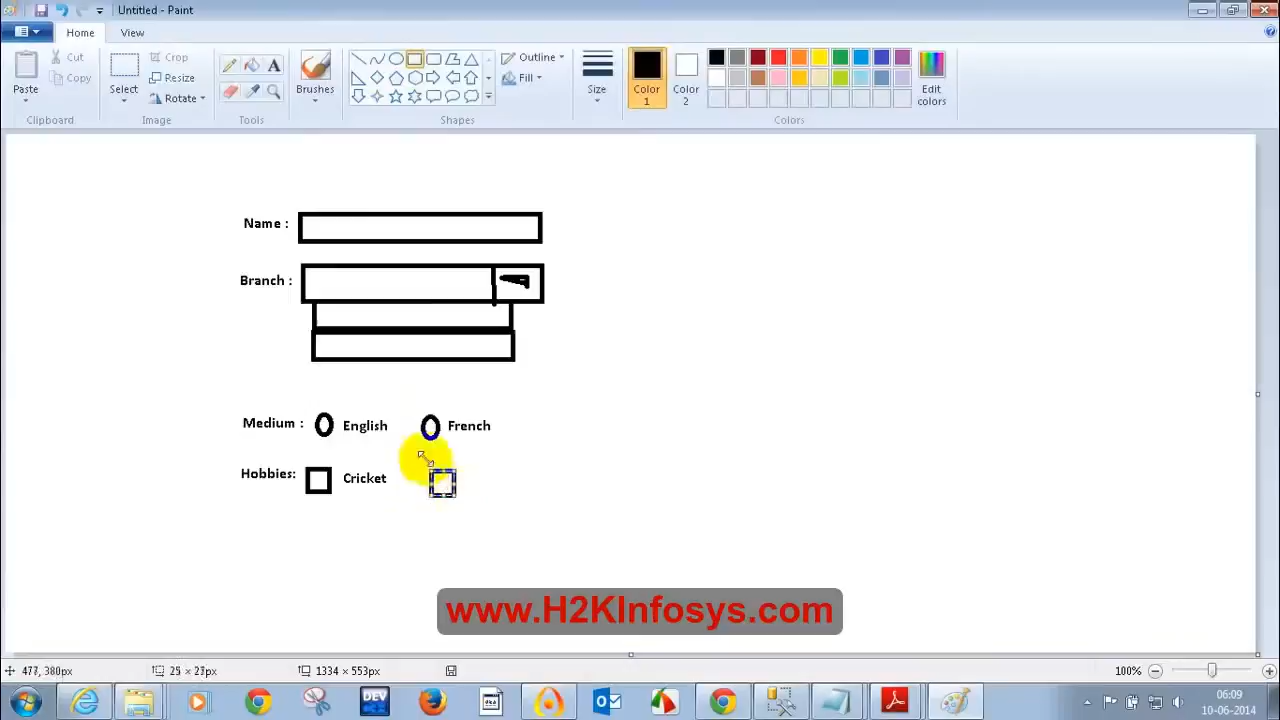 Untitled - Paint
Home View
Paste
Cut
Copy
Clipboard
Select
Crop
Resize
Rotate
Image
A
Tools
Brushes
Outline
Fill
Shapes
Size
Color 1
Color 2
Edit colors
Colors
Name :
Branch :
Medium : English French
Hobbies: Cricket
www.H2KInfosys.com
477, 380px 25 × 27px 1334 × 553px 100%
DEV
06:09
10-06-2014